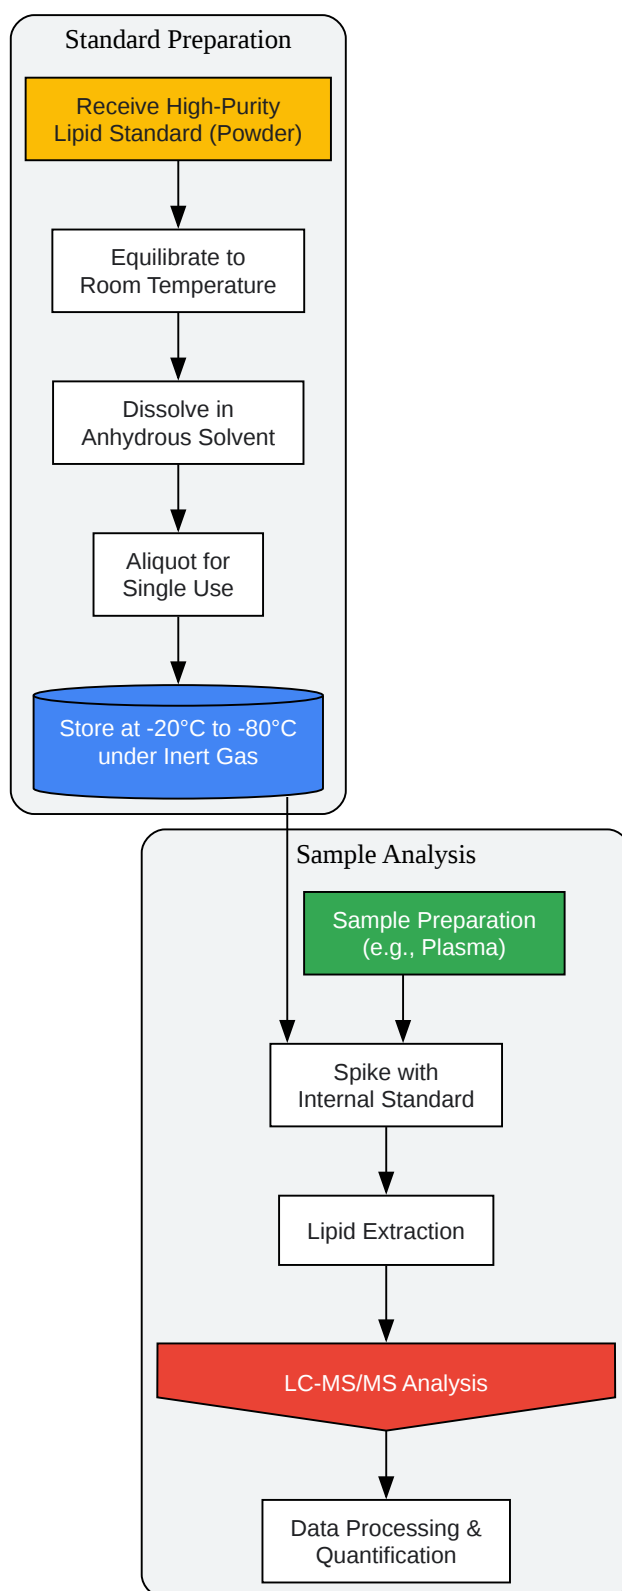 Standard Preparation
Receive High-Purity
Lipid Standard (Powder)
Equilibrate to
Room Temperature
Dissolve in
Anhydrous Solvent
Aliquot for
Single Use
Store at -20°C to -80°C
under Inert Gas
Sample Analysis
Sample Preparation
(e.g., Plasma)
Spike with
Internal Standard
Lipid Extraction
LC-MS/MS Analysis
Data Processing &
Quantification